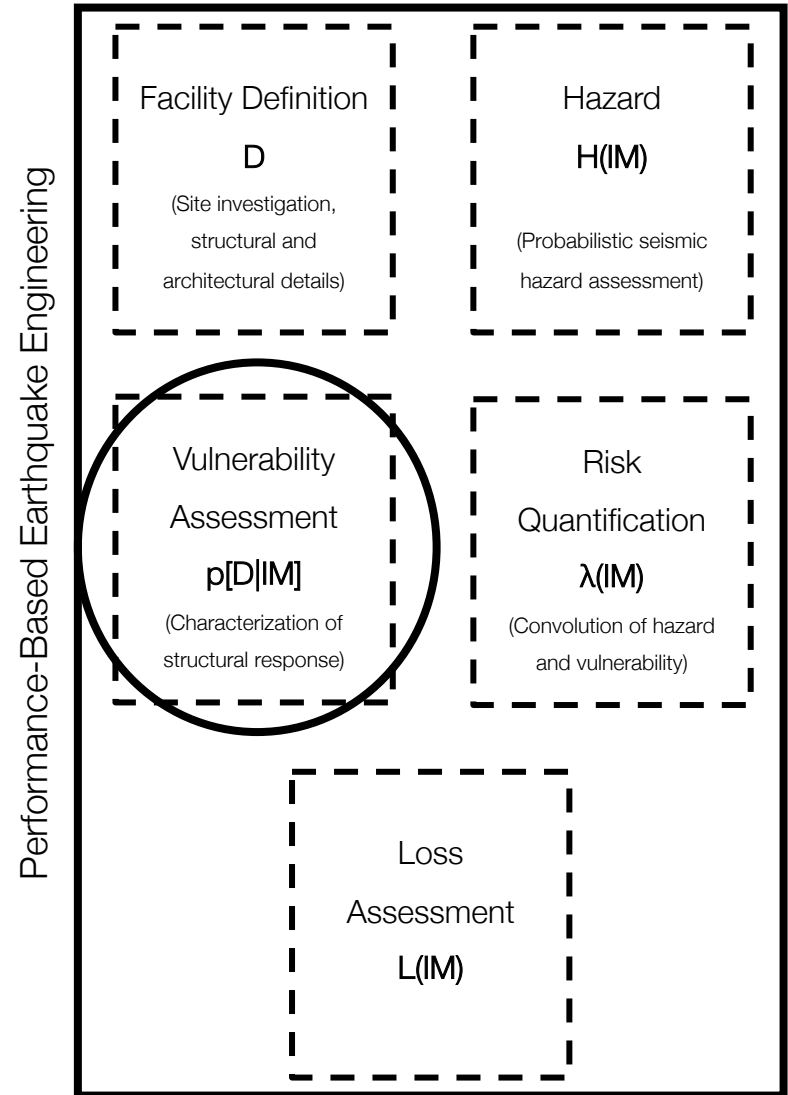 Performance-Based Earthquake Engineering
Facility Definition
D
(Site investigation,
structural and
architectural details)
Hazard
H(IM)
(Probabilistic seismic
hazard assessment)
Vulnerability
Assessment
p[D|IM]
(Characterization of
structural response)
Risk
Quantification
λ(IM)
(Convolution of hazard
and vulnerability)
Loss
Assessment
L(IM)